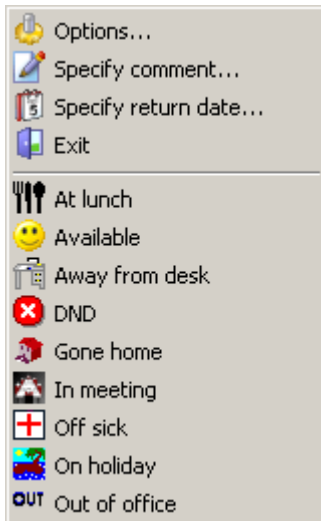 Options...
Specify comment...
Specify return date...
Exit
At lunch
Available
Away from desk
DND
Gone home
In meeting
Off sick
On holiday
OUT Out of office